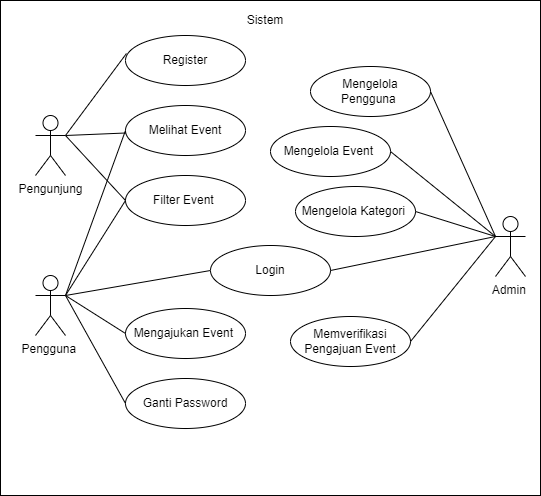 Sistem
Register
Melihat Event
Filter Event
Pengunjung
Mengelola
Pengguna
Mengelola Event
Mengelola Kategori
Login
Admin
Pengguna
Mengajukan Event
Memverifikasi
Pengajuan Event
Ganti Password